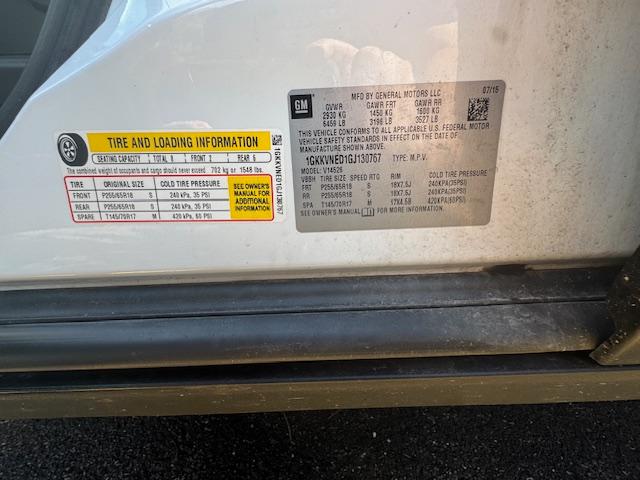 TIRE AND LOADING INFORMATION
SEATING CAPACITY TOTAL 8 FRONT 2 REAR 6
The combined weight of occupants and cargo should never exceed 702 kg or 1548 lbs.
TIRE ORIGINAL SIZE COLD TIRE PRESSURE
FRONT P255/65R18 S 240 kPa, 35 PSI
REAR P255/65R18 S 240 kPa, 35 PSI
SPARE T145/70R17 M 420 kPa, 60 PSI
SEE OWNER'S
MANUAL FOR
ADDITIONAL
INFORMATION
1GKKVNED1GJ130767
GM
MFD BY GENERAL MOTORS LLC 07/15
GVWR GAWR FRT GAWR RR
2930 KG 1450 KG 1600 KG
6459 LB 3196 LB 3527 LB
THIS VEHICLE CONFORMS TO ALL APPLICABLE U.S. FEDERAL MOTOR
VEHICLE SAFETY STANDARDS IN EFFECT ON THE DATE OF
MANUFACTURE SHOWN ABOVE.
1GKKVNED1GJ130767 TYPE: M.P.V.
MODEL: V14526
VBBH TIRE SIZE SPEED RTG RIM COLD TIRE PRESSURE
FRT P255/65R18 S 18X7.5J 240KPA(35PSI)
RR P255/65R18 S 18X7.5J 240KPA(35PSI)
SPA T145/70R17 M 17X4.5B 420KPA(60PSI)
SEE OWNER'S MANUAL FOR MORE INFORMATION.